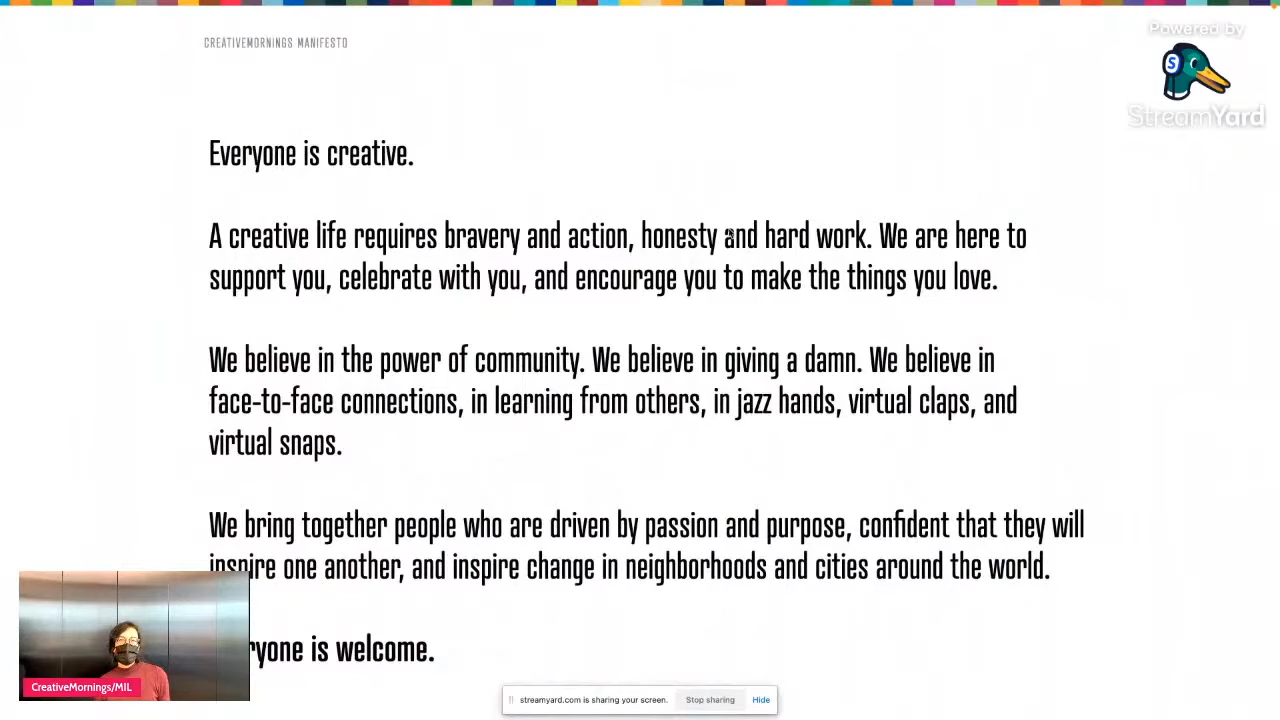 CREATIVEMORNINGS MANIFESTO
Powered by
S
StreamYard
Everyone is creative.
A creative life requires bravery and action, honesty and hard work. We are here to
support you, celebrate with you, and encourage you to make the things you love.
We believe in the power of community. We believe in giving a damn. We believe in
face-to-face connections, in learning from others, in jazz hands, virtual claps, and
virtual snaps.
We bring together people who are driven by passion and purpose, confident that they will
inspire one another, and inspire change in neighborhoods and cities around the world.
ryone is welcome.
CreativeMornings/MIL
streamyard.com is sharing your screen.
Stop sharing
Hide